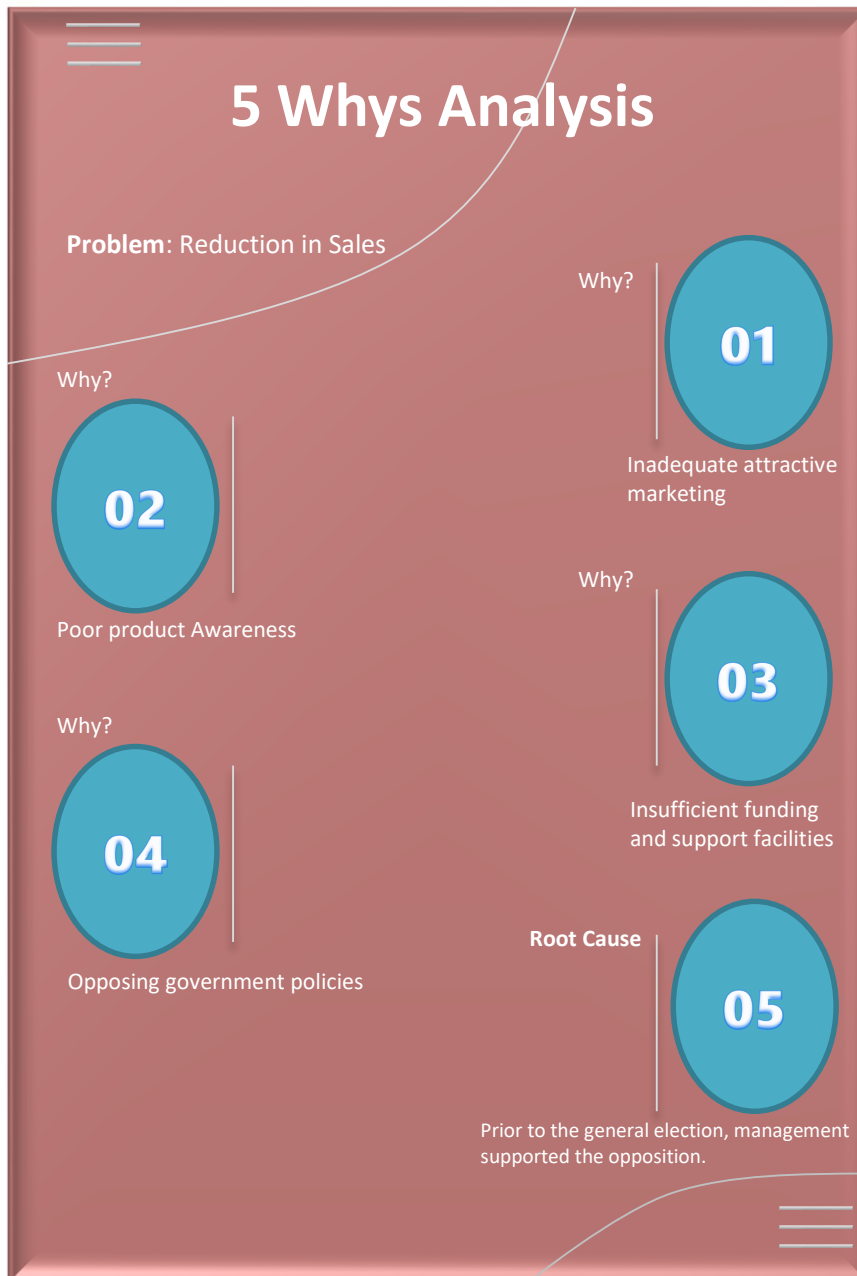 5 Whys Analysis
Problem: Reduction in Sales
Why?
01
Inadequate attractive
marketing
Why?
02
Poor product Awareness
Why?
03
Insufficient funding
and support facilities
Why?
04
Opposing government policies
Root Cause
05
Prior to the general election, management
supported the opposition.